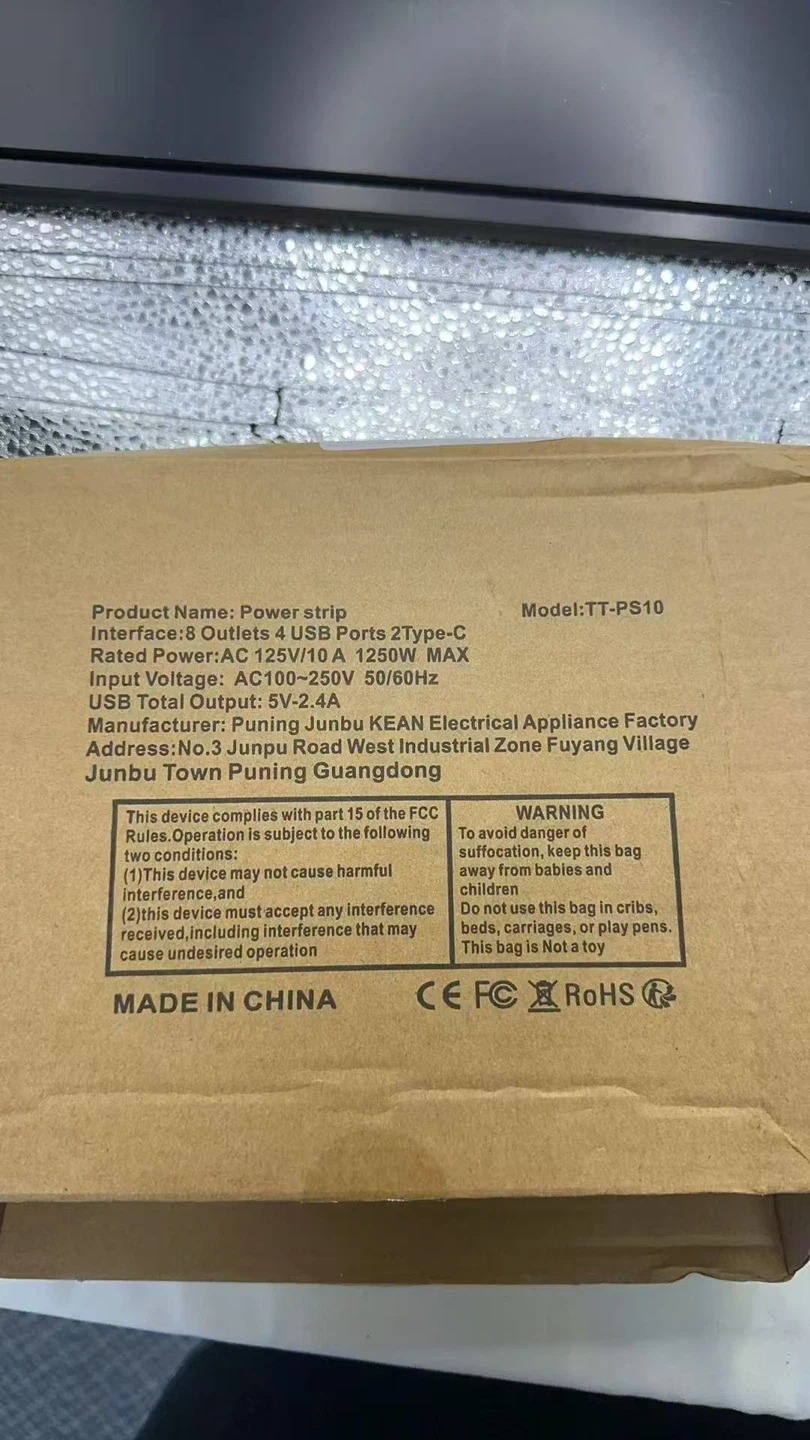 Product Name: Power strip
Model:TT-PS10
Interface:8 Outlets 4 USB Ports 2Type-C
Rated Power:AC 125V/10 A 1250W MAX
Input Voltage: AC100~250V 50/60Hz
USB Total Output: 5V-2.4A
Manufacturer: Puning Junbu KEAN Electrical Appliance Factory
Address:No.3 Junpu Road West Industrial Zone Fuyang Village
Junbu Town Puning Guangdong
This device complies with part 15 of the FCC
Rules.Operation is subject to the following
two conditions:
(1)This device may not cause harmful
interference,and
(2)this device must accept any interference
received,including interference that may
cause undesired operation
WARNING
To avoid danger of
suffocation, keep this bag
away from babies and
children
Do not use this bag in cribs,
beds, carriages, or play pens.
This bag is Not a toy
MADE IN CHINA
CE FC RoHS